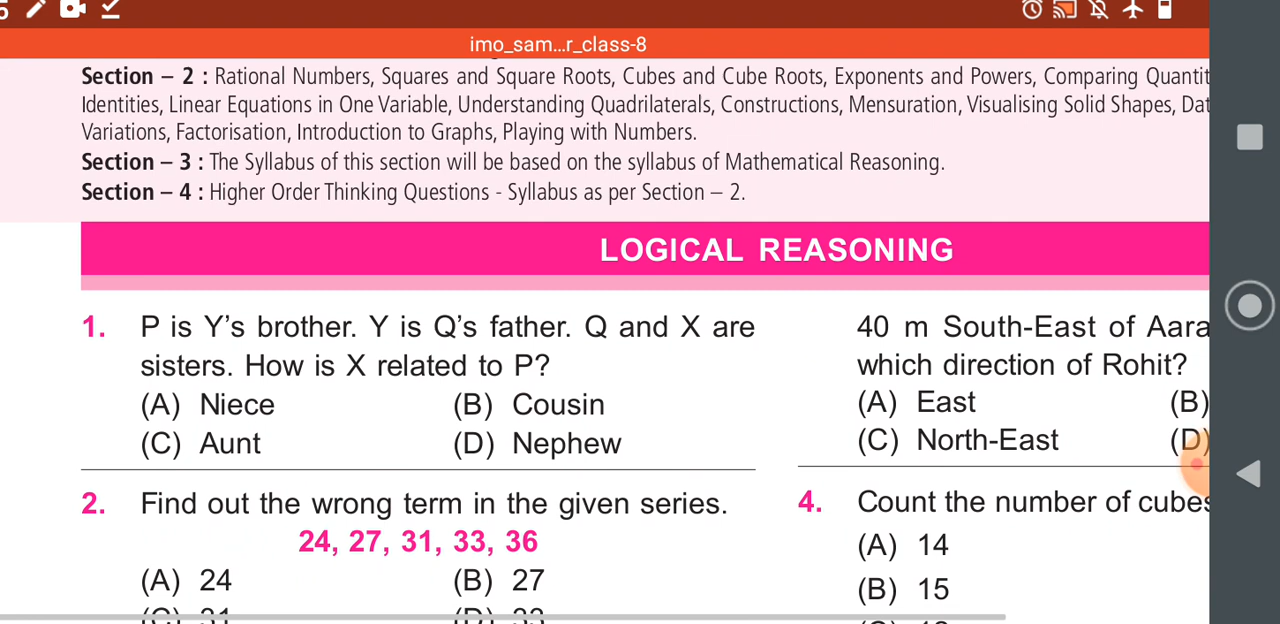 imo_sam...r_class-8
Section – 2 : Rational Numbers, Squares and Square Roots, Cubes and Cube Roots, Exponents and Powers, Comparing Quantit
Identities, Linear Equations in One Variable, Understanding Quadrilaterals, Constructions, Mensuration, Visualising Solid Shapes, Dat
Variations, Factorisation, Introduction to Graphs, Playing with Numbers.
Section – 3 : The Syllabus of this section will be based on the syllabus of Mathematical Reasoning.
Section – 4 : Higher Order Thinking Questions - Syllabus as per Section – 2.
LOGICAL REASONING
1. P is Y's brother. Y is Q's father. Q and X are
sisters. How is X related to P?
(A) Niece (B) Cousin
(C) Aunt (D) Nephew
2. Find out the wrong term in the given series.
24, 27, 31, 33, 36
(A) 24 (B) 27
(C) 31 (D) 33
40 m South-East of Aara
which direction of Rohit?
(A) East (B)
(C) North-East (D)
4. Count the number of cubes
(A) 14
(B) 15